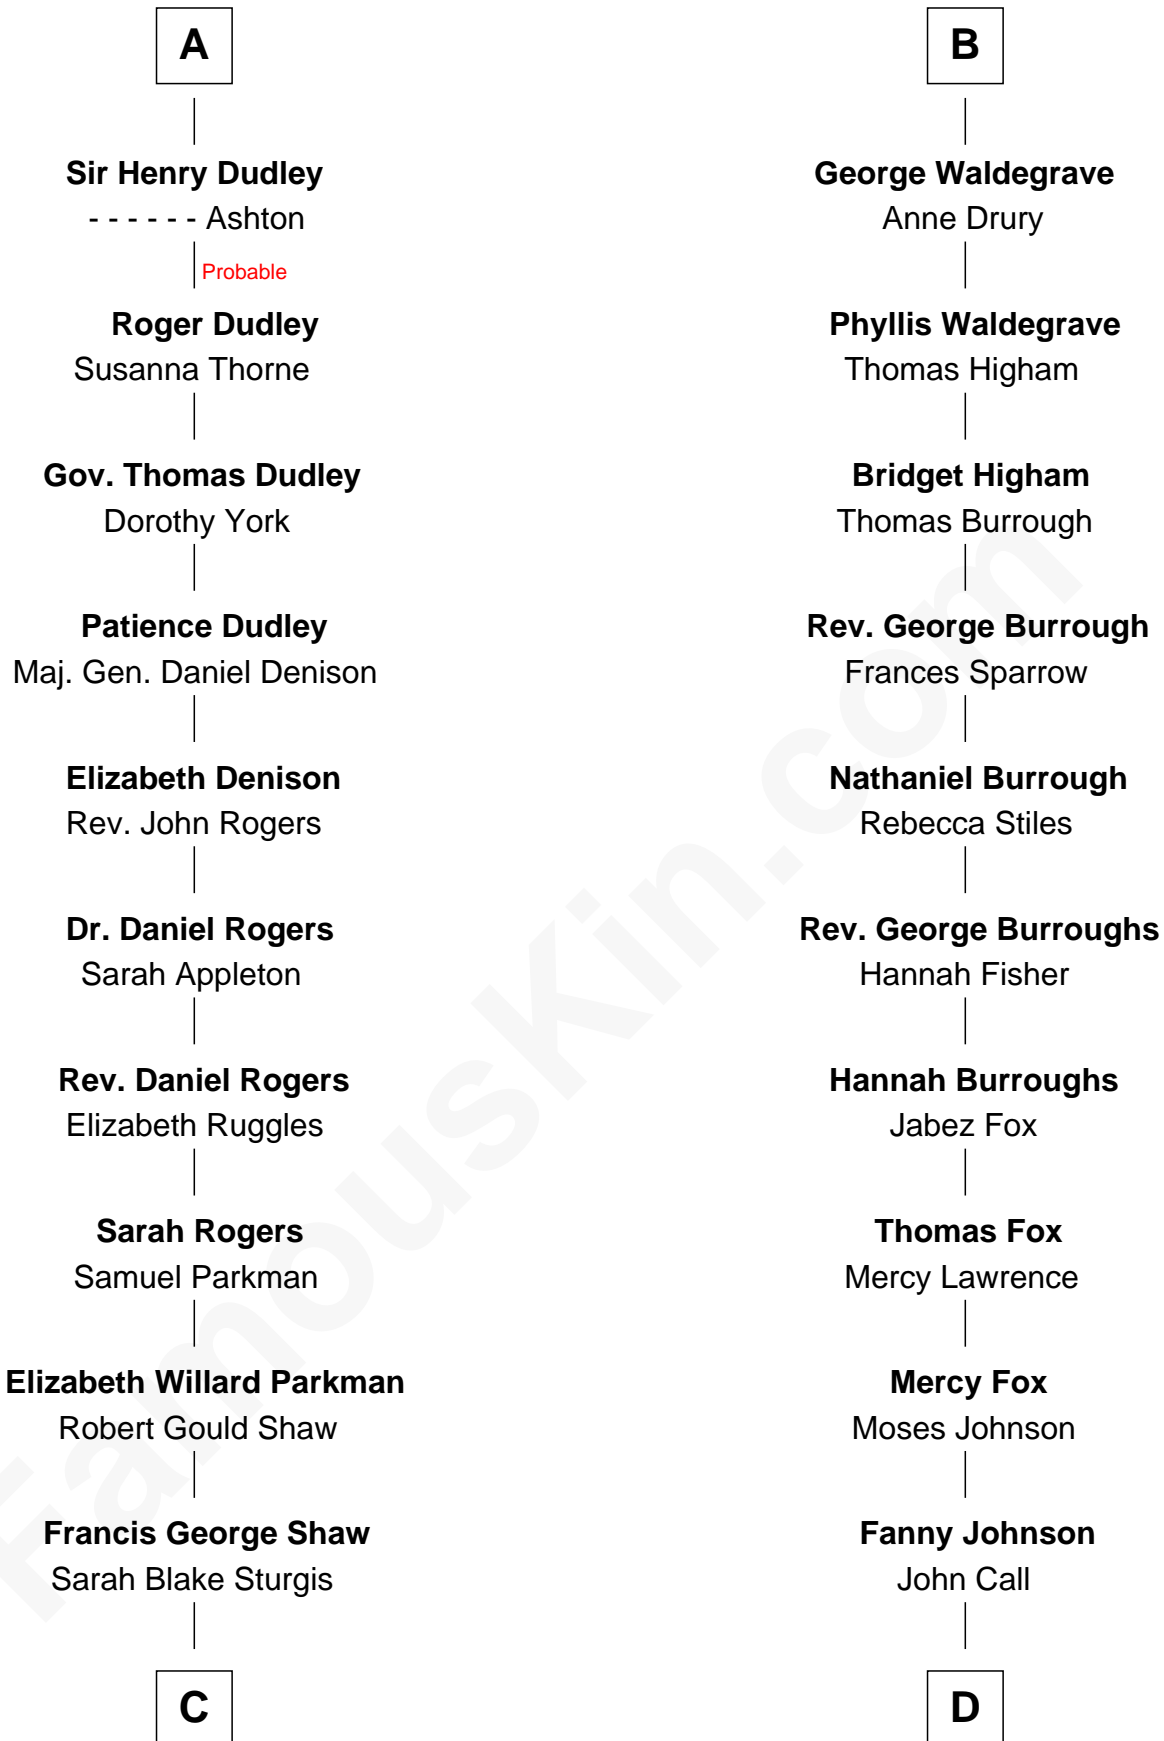 A
Sir Henry Dudley
- - - - - - Ashton
Probable
Roger Dudley
Susanna Thorne
Gov. Thomas Dudley
Dorothy York
Patience Dudley
Maj. Gen. Daniel Denison
Elizabeth Denison
Rev. John Rogers
Dr. Daniel Rogers
Sarah Appleton
Rev. Daniel Rogers
Elizabeth Ruggles
Sarah Rogers
Samuel Parkman
Elizabeth Willard Parkman
Robert Gould Shaw
Francis George Shaw
Sarah Blake Sturgis
C
B
George Waldegrave
Anne Drury
Phyllis Waldegrave
Thomas Higham
Bridget Higham
Thomas Burrough
Rev. George Burrough
Frances Sparrow
Nathaniel Burrough
Rebecca Stiles
Rev. George Burroughs
Hannah Fisher
Hannah Burroughs
Jabez Fox
Thomas Fox
Mercy Lawrence
Mercy Fox
Moses Johnson
Fanny Johnson
John Call
D
FamousKin.com